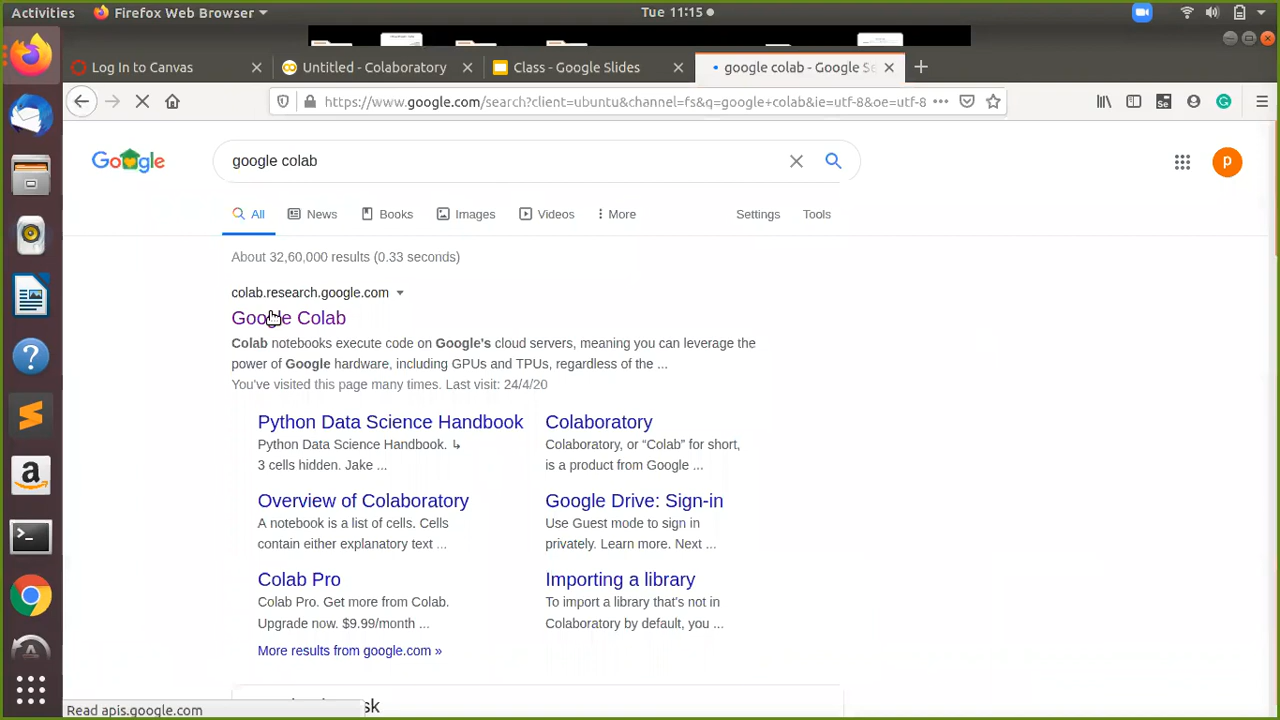 Activities Firefox Web Browser Tue 11:15
Log In to Canvas Untitled - Colaboratory Class - Google Slides google colab - Google Se
https://www.google.com/search?client=ubuntu&channel=fs&q=google+colab&ie=utf-8&oe=utf-8
Google google colab p
All News Books Images Videos More Settings Tools
About 32,60,000 results (0.33 seconds)
colab.research.google.com
Google Colab
Colab notebooks execute code on Google's cloud servers, meaning you can leverage the
power of Google hardware, including GPUs and TPUs, regardless of the ...
You've visited this page many times. Last visit: 24/4/20
Python Data Science Handbook
Python Data Science Handbook. ↳
3 cells hidden. Jake ...
Colaboratory
Colaboratory, or “Colab” for short,
is a product from Google ...
Overview of Colaboratory
A notebook is a list of cells. Cells
contain either explanatory text ...
Google Drive: Sign-in
Use Guest mode to sign in
privately. Learn more. Next ...
Colab Pro
Colab Pro. Get more from Colab.
Upgrade now. $9.99/month ...
Importing a library
To import a library that's not in
Colaboratory by default, you ...
More results from google.com »
Read apis.google.com